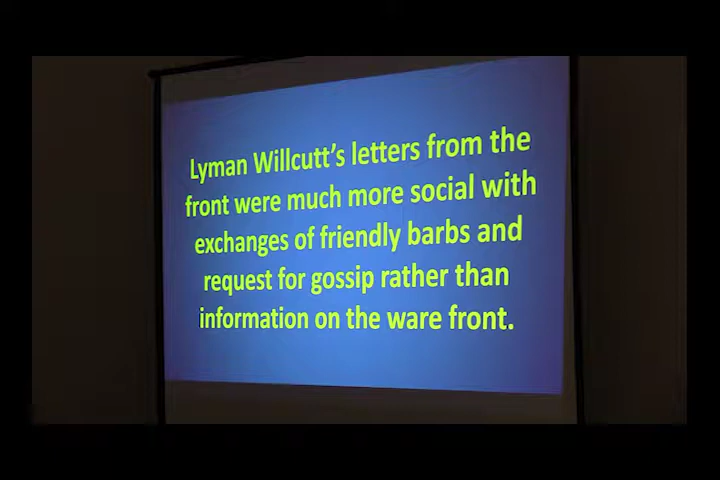 Lyman Willcutt's letters from the
front were much more social with
exchanges of friendly barbs and
request for gossip rather than
information on the ware front.